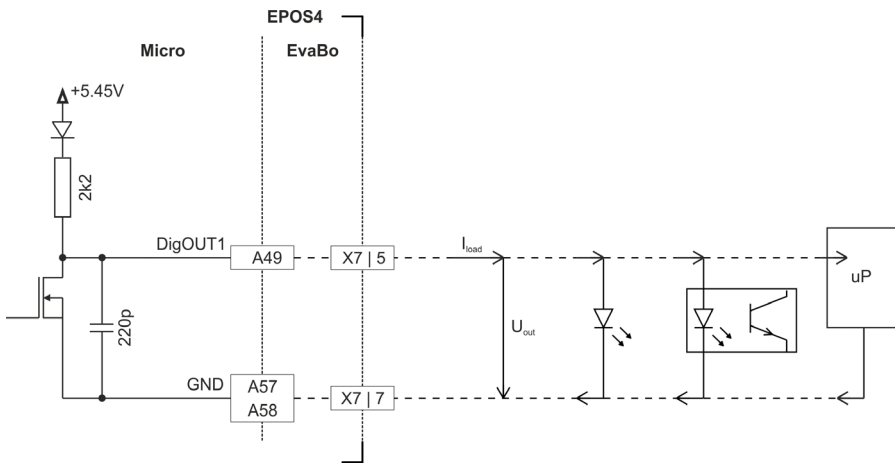 EPOS4
Micro
EvaBo
+5.45V
2k2
DigOUT1
A49
X7 | 5
Iload
uP
220p
Uout
GND
A57
A58
X7 | 7